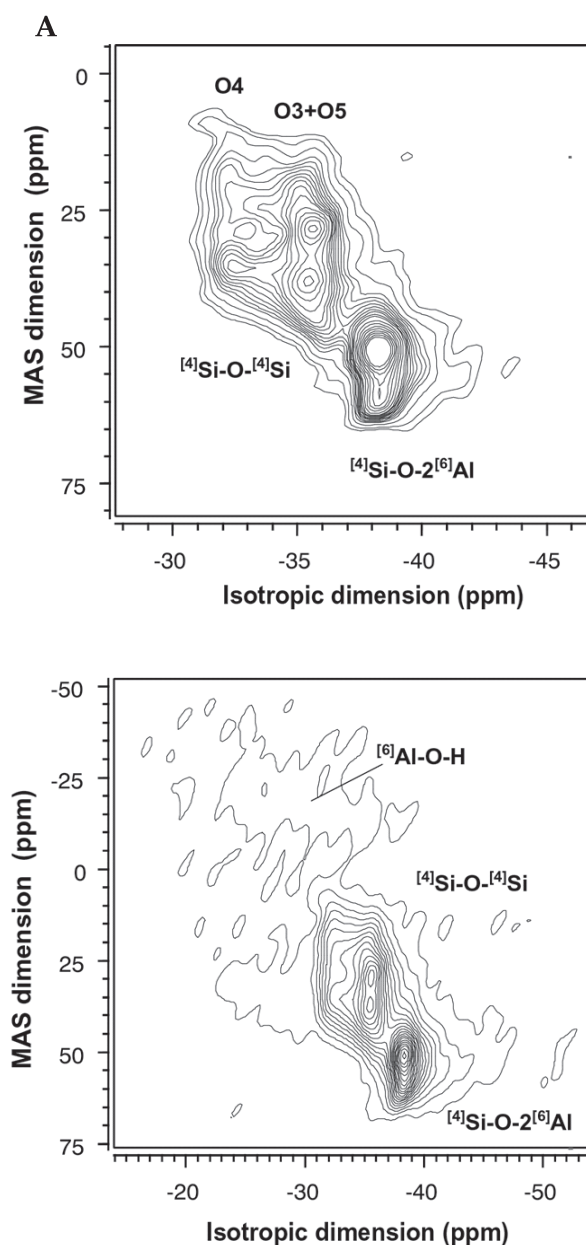 A
O4
O3+O5
0
25
50
75
MAS dimension (ppm)
[4]Si-O-[4]Si
[4]Si-O-2[6]Al
-30
-35
-40
-45
Isotropic dimension (ppm)
-50
-25
0
25
50
75
MAS dimension (ppm)
[6]Al-O-H
[4]Si-O-[4]Si
[4]Si-O-2[6]Al
-20
-30
-40
-50
Isotropic dimension (ppm)